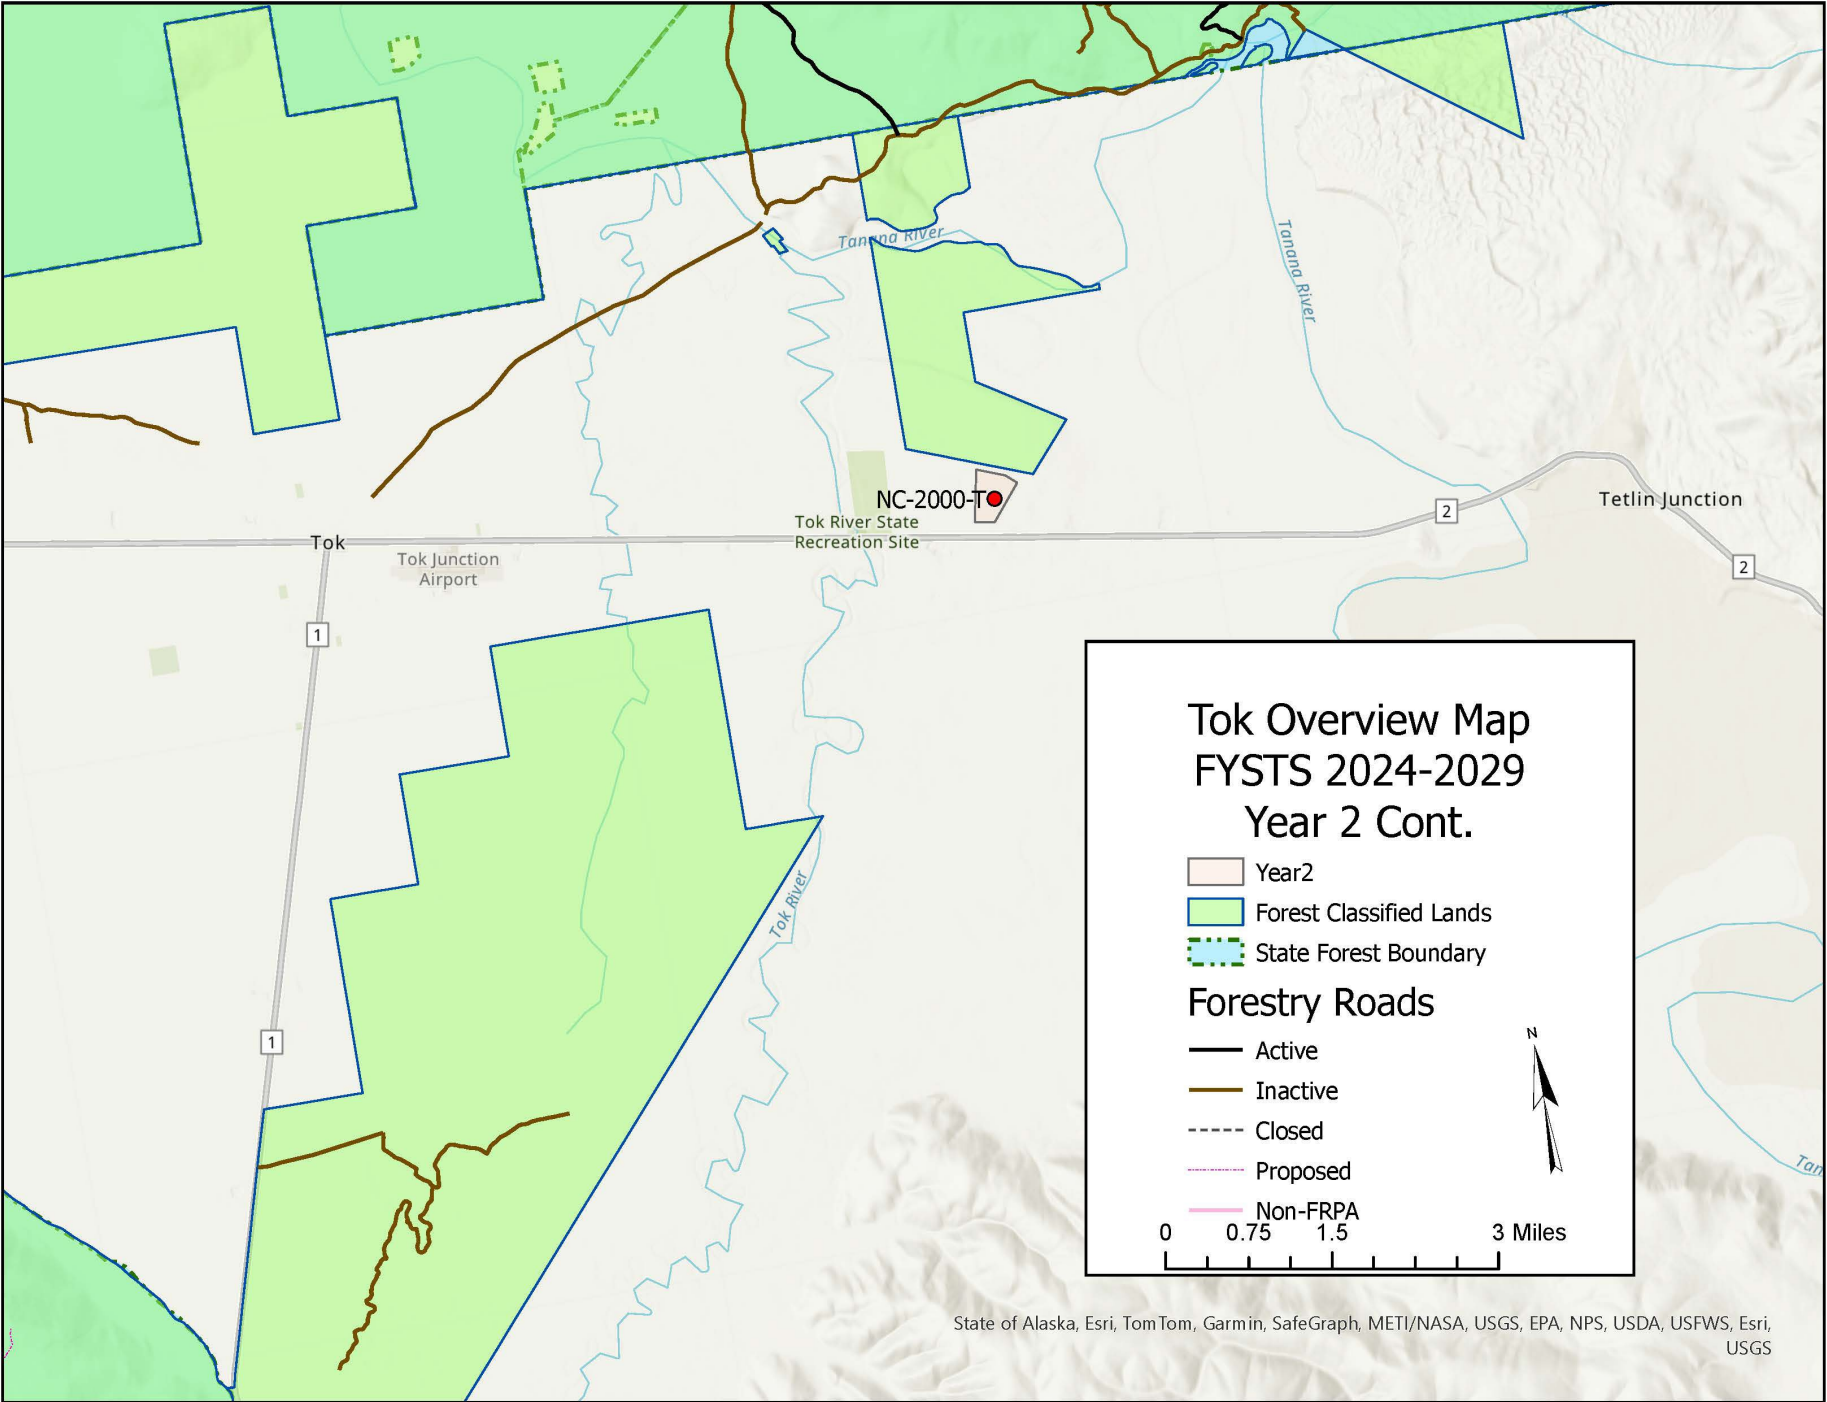 Tanana River
Tanana River
NC-2000-T
Tetlin Junction
2
Tok River State
Recreation Site
Tok
Tok Junction
Airport
2
1
Tok Overview Map
FYSTS 2024-2029
Year 2 Cont.
Year2
Forest Classified Lands
State Forest Boundary
Tok River
Forestry Roads
Active
Inactive
Closed
Proposed
Non-FRPA
N
1
Tan
0 0.75 1.5 3 Miles
State of Alaska, Esri, TomTom, Garmin, SafeGraph, METI/NASA, USGS, EPA, NPS, USDA, USFWS, Esri,
USGS